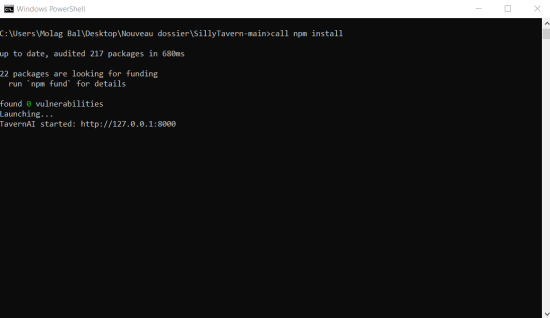 Windows PowerShell
C:\Users\Molag Bal\Desktop\Nouveau dossier\SillyTavern-main>call npm install
up to date, audited 217 packages in 680ms
22 packages are looking for funding
run `npm fund` for details
found 0 vulnerabilities
Launching...
TavernAI started: http://127.0.0.1:8000